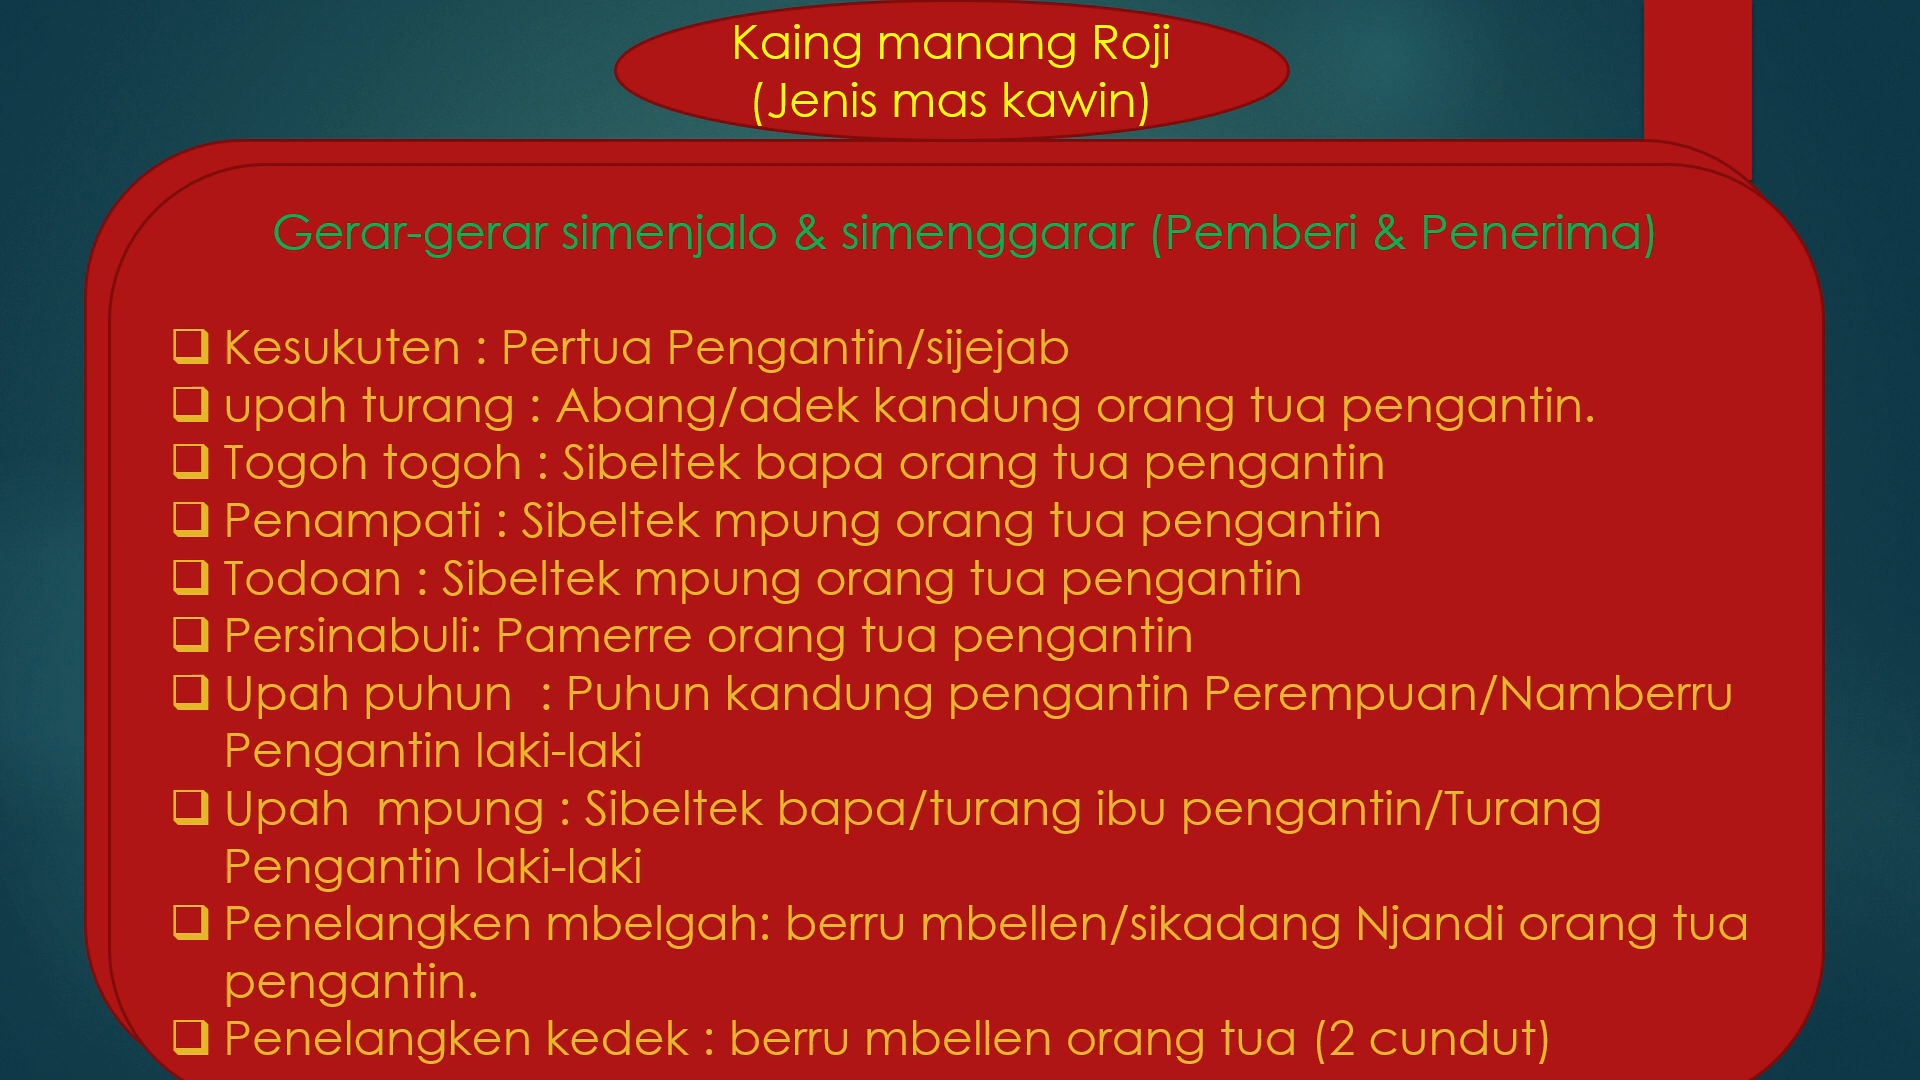 Kaing manang Roji
(Jenis mas kawin)
Gerar-gerar simenjalo & simenggarar (Pemberi & Penerima)
❑ Kesukuten : Pertua Pengantin/sijejab
❑ upah turang : Abang/adek kandung orang tua pengantin.
❑ Togoh togoh : Sibeltek bapa orang tua pengantin
❑ Penampati : Sibeltek mpung orang tua pengantin
❑ Todoan : Sibeltek mpung orang tua pengantin
❑ Persinabuli: Pamerre orang tua pengantin
❑ Upah puhun  : Puhun kandung pengantin Perempuan/Namberru
Pengantin laki-laki
❑ Upah  mpung : Sibeltek bapa/turang ibu pengantin/Turang
Pengantin laki-laki
❑ Penelangken mbelgah: berru mbellen/sikadang Njandi orang tua
pengantin.
❑ Penelangken kedek : berru mbellen orang tua (2 cundut)